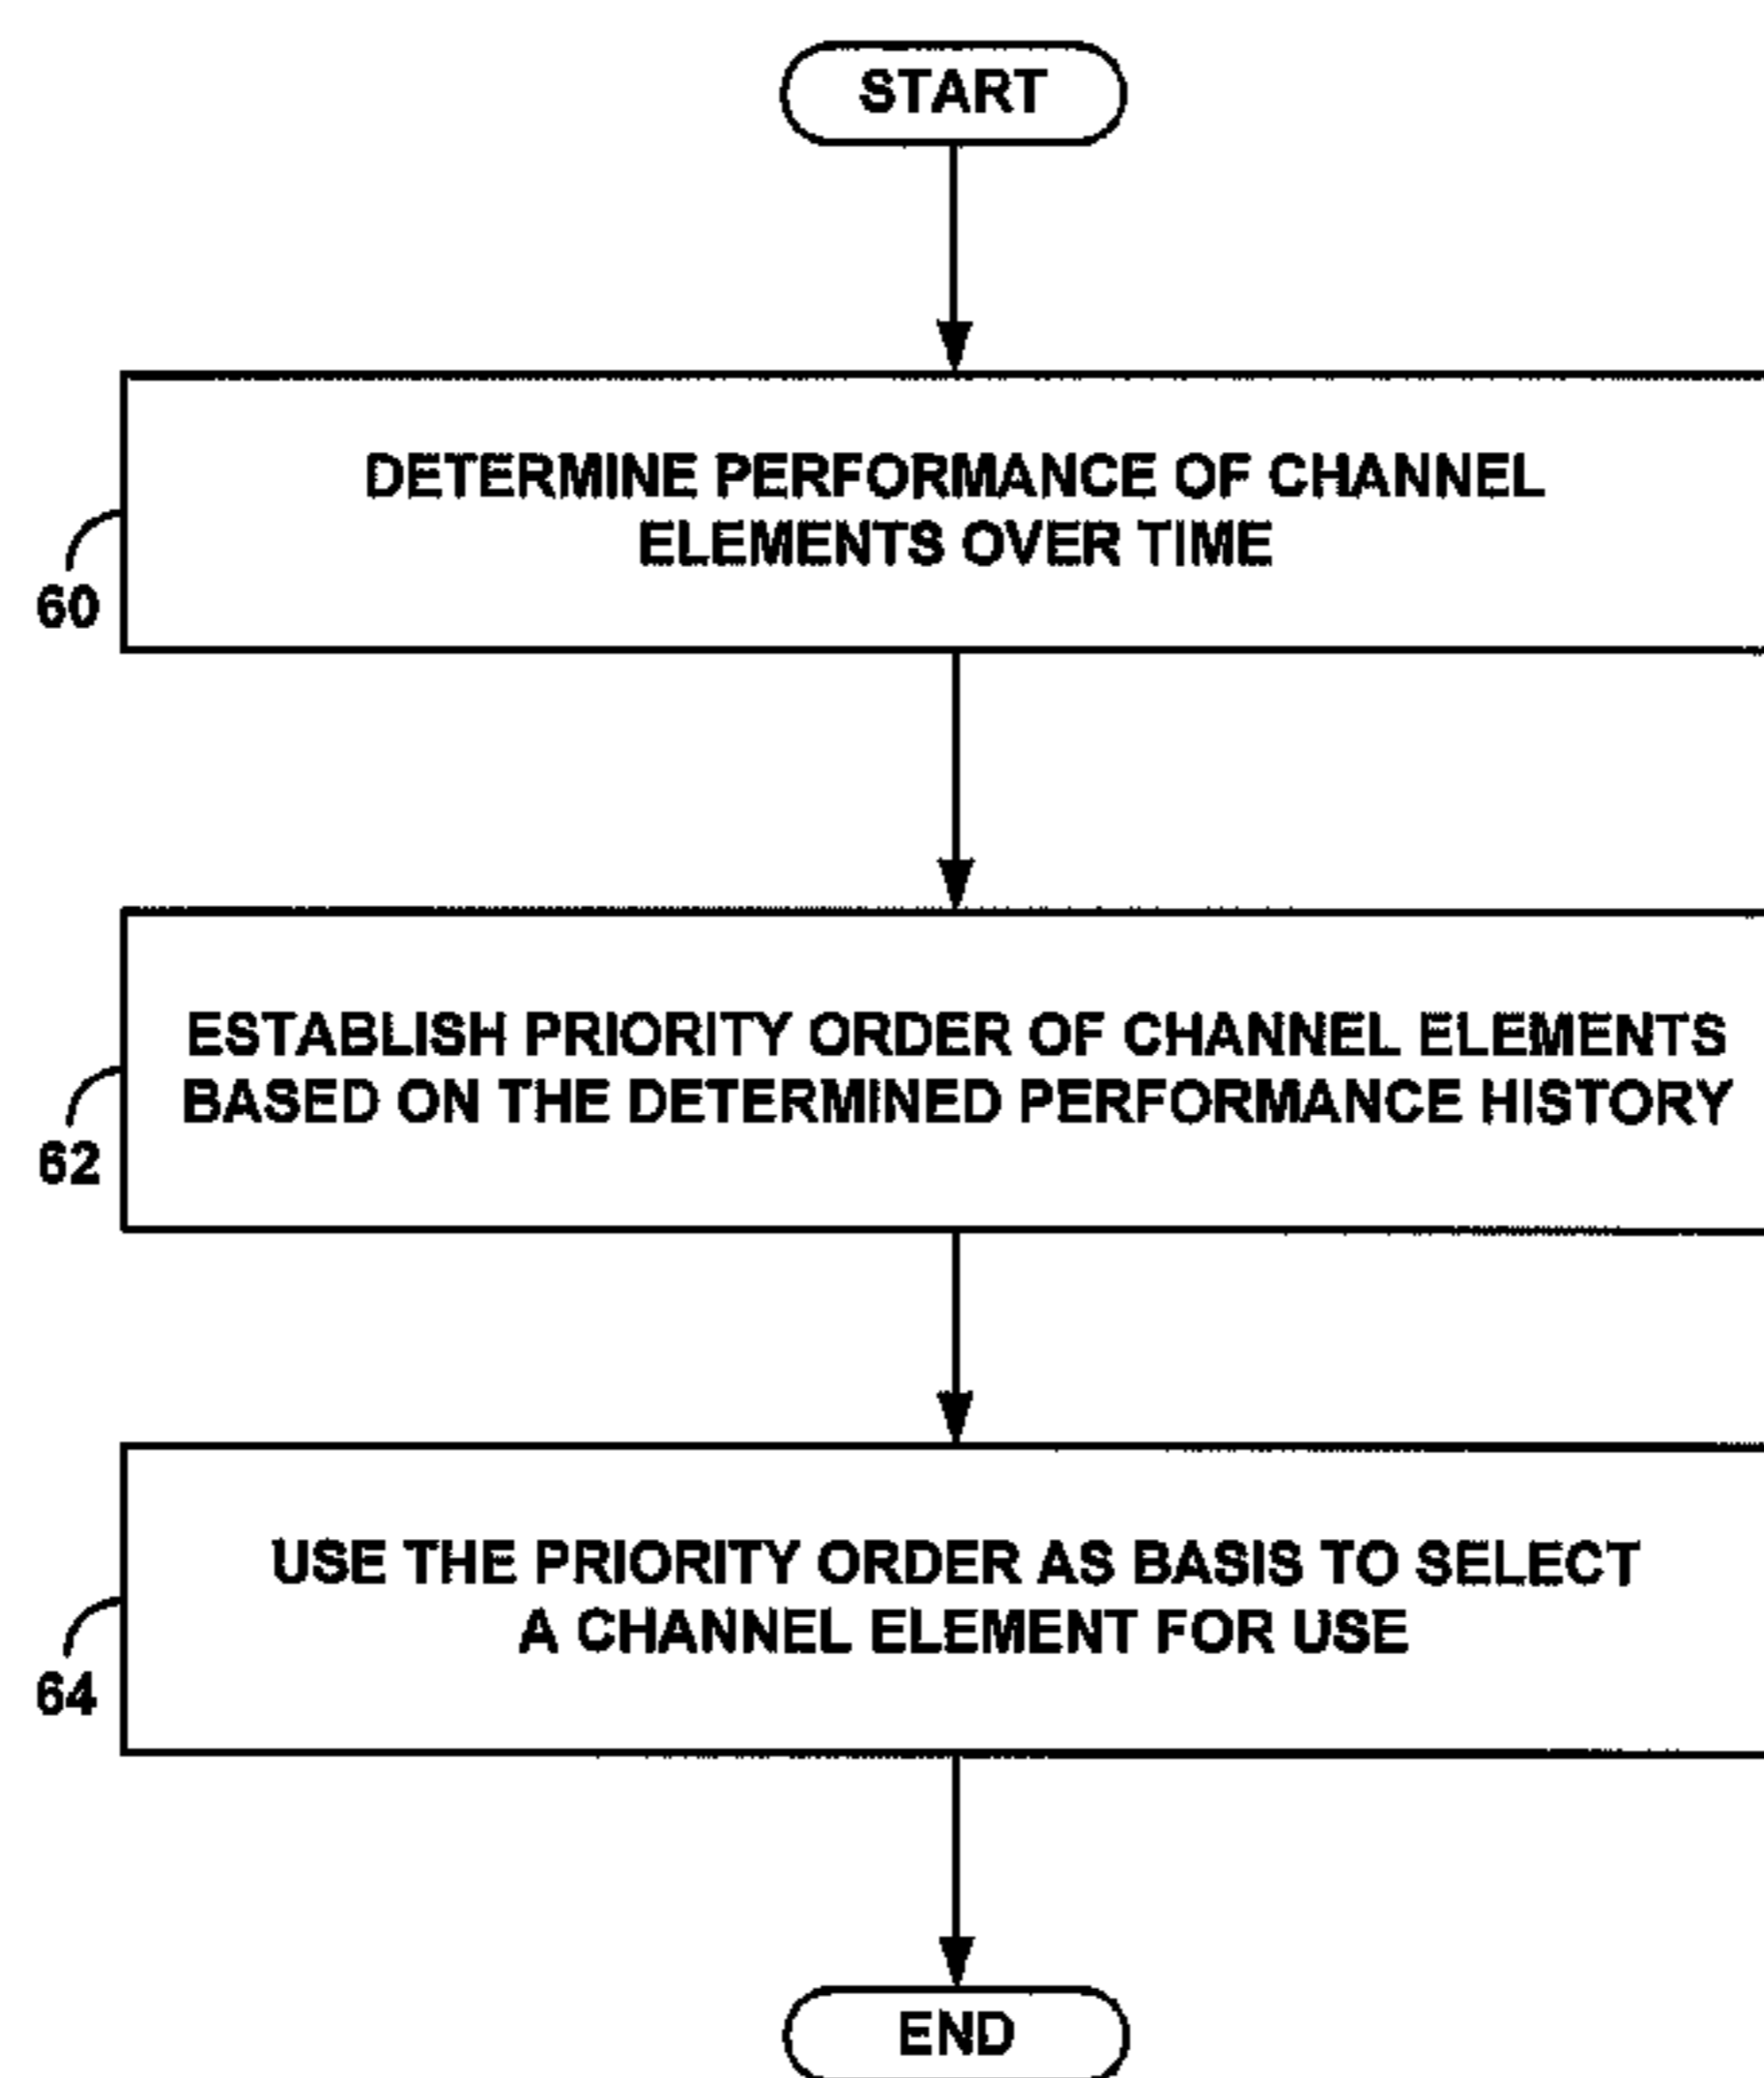 START
DETERMINE PERFORMANCE OF CHANNEL
ELEMENTS OVER TIME
60
ESTABLISH PRIORITY ORDER OF CHANNEL ELEMENTS
BASED ON THE DETERMINED PERFORMANCE HISTORY
62
USE THE PRIORITY ORDER AS BASIS TO SELECT
A CHANNEL ELEMENT FOR USE
64
END